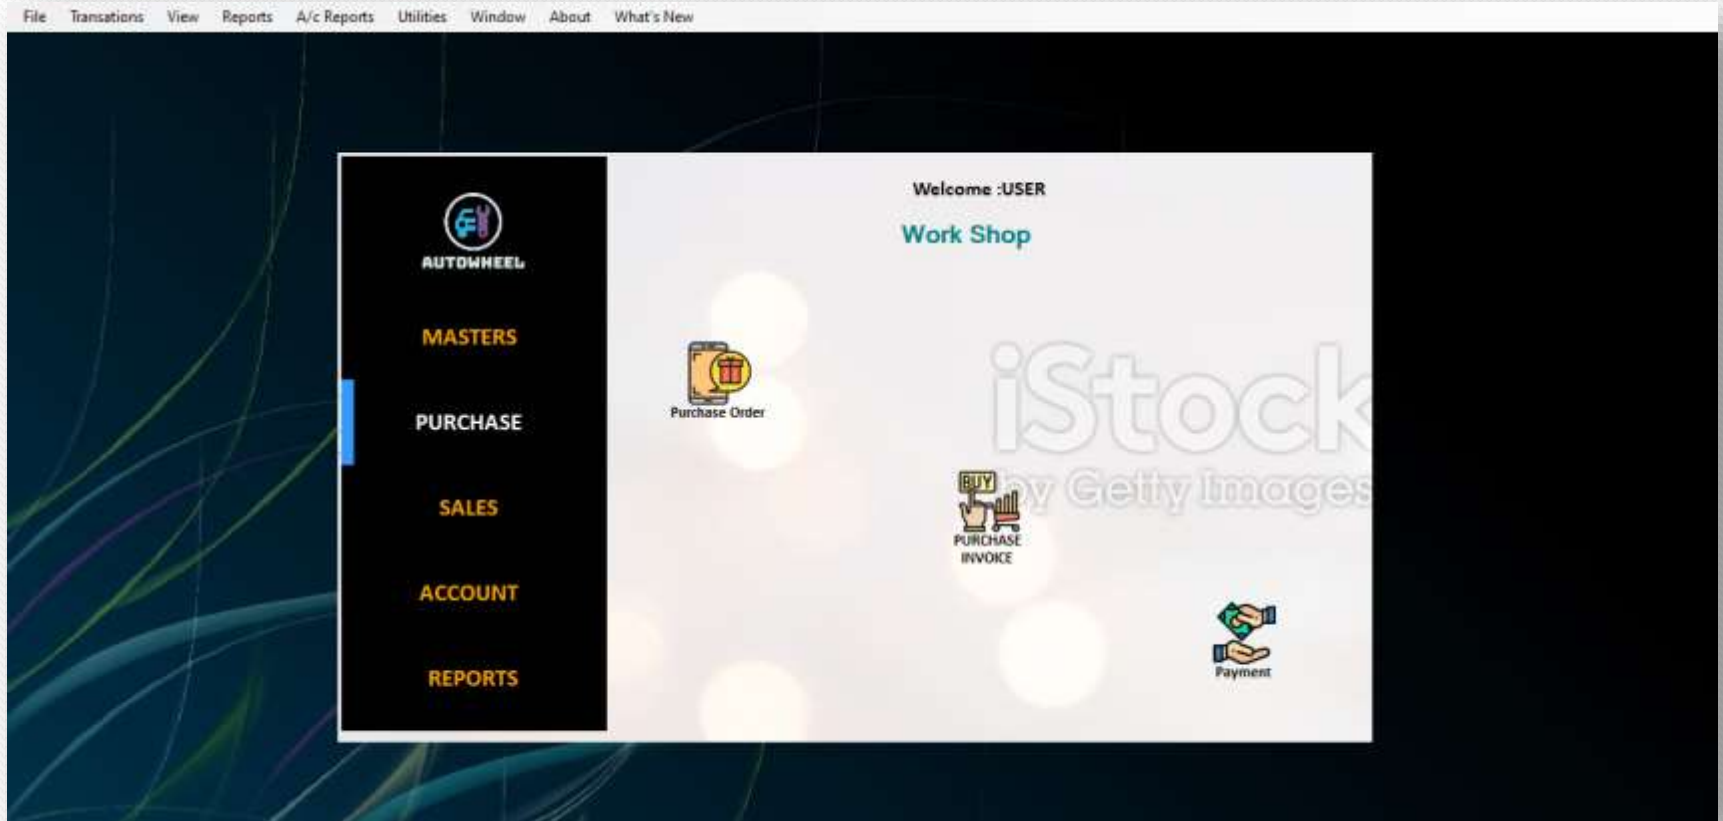 File Transations View Reports A/c Reports Utilities Window About What's New
Welcome :USER
Work Shop
AUTOWHEEL
MASTERS
PURCHASE
SALES
ACCOUNT
REPORTS
Purchase Order
iStock
by Getty Images
BUY
PURCHASE
INVOICE
Payment